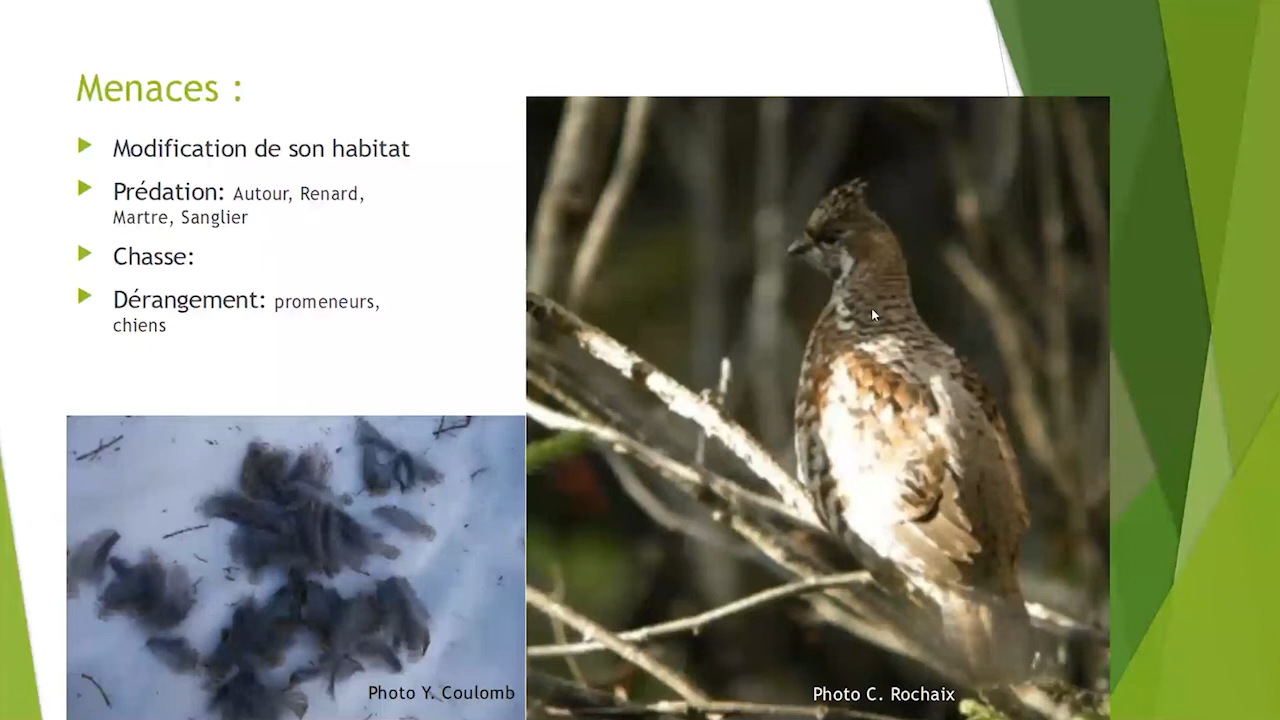 Menaces :
Modification de son habitat
Prédation: Autour, Renard,
Martre, Sanglier
Chasse:
Dérangement: promeneurs,
chiens
Photo Y. Coulomb
Photo C. Rochaix